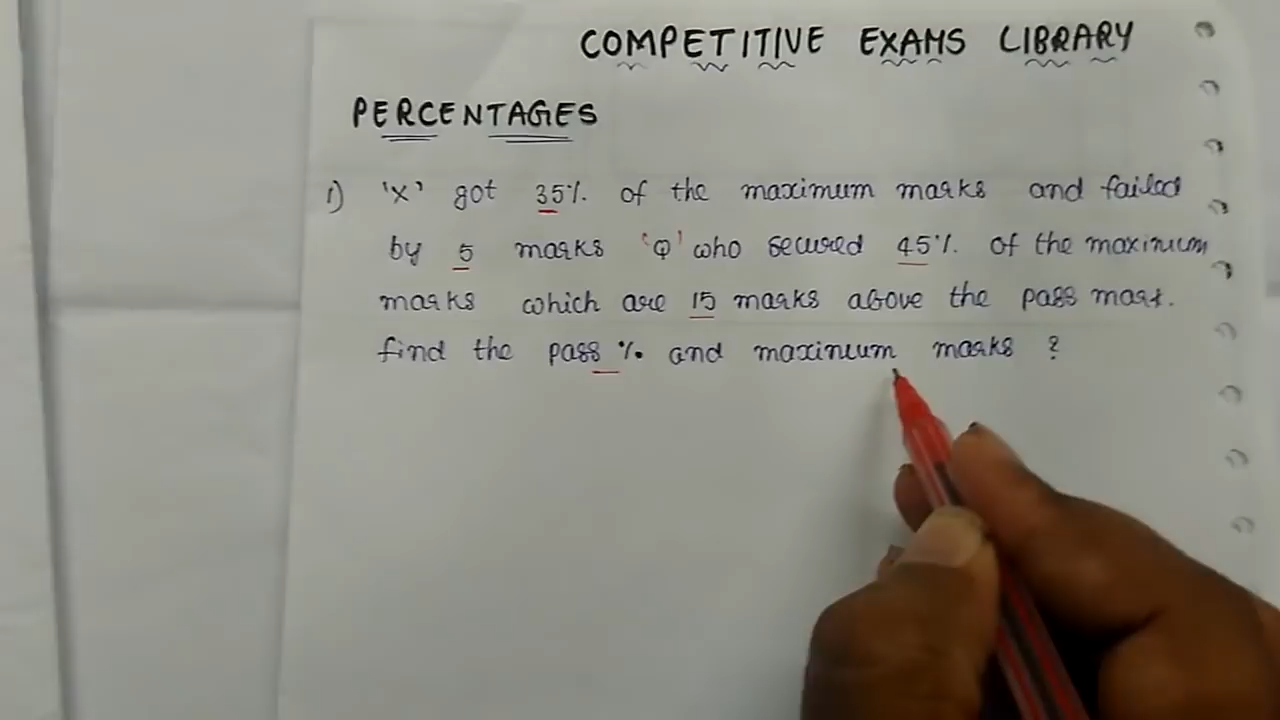 COMPETITIVE EXAMS LIBRARY
PERCENTAGES
1) 'X' got 35% of the maximum marks and failed
by 5 marks 'Q' who secured 45% of the maximum
marks which are 15 marks above the pass mark.
find the pass % and maximum marks ?